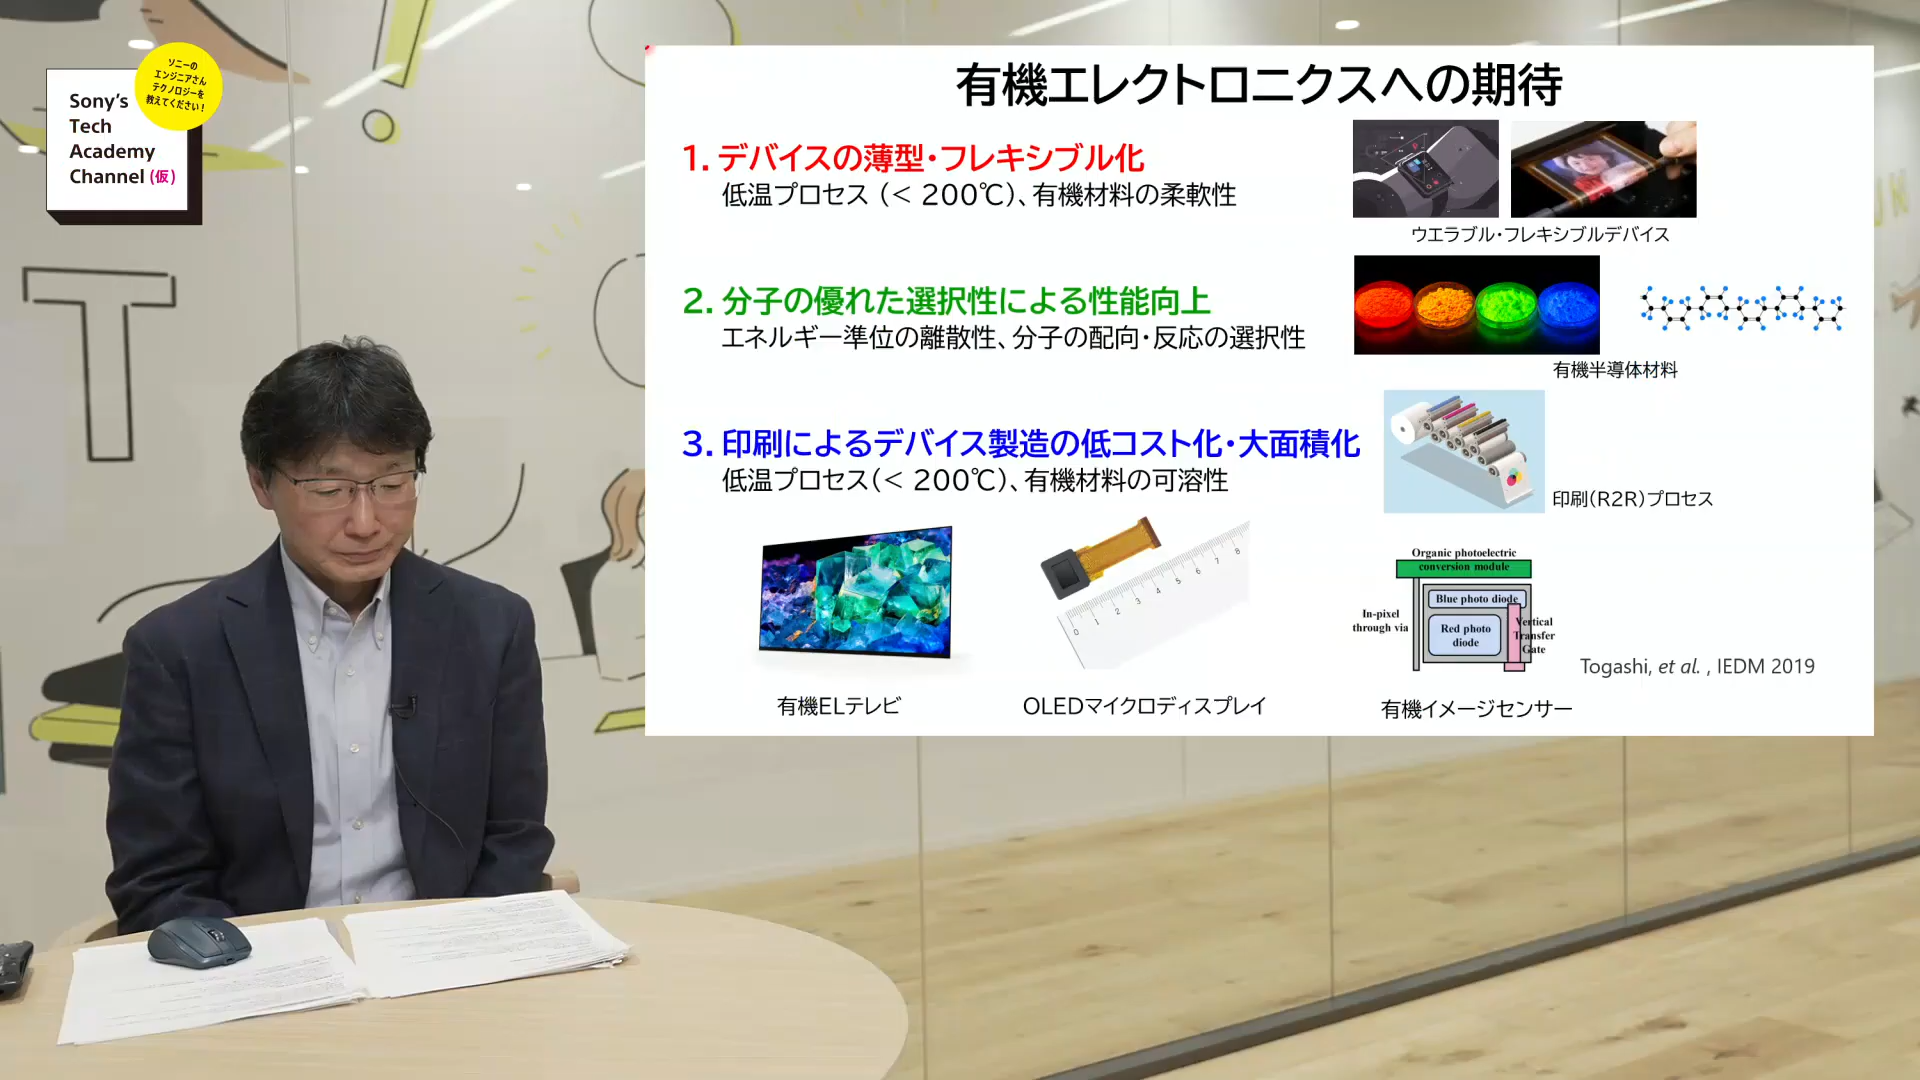 ソニーの
エンジニアさん
テクノロジーを
教えてください！
Sony's
Tech
Academy
Channel (仮)
有機エレクトロニクスへの期待
1. デバイスの薄型・フレキシブル化
低温プロセス (< 200℃)、有機材料の柔軟性
ウエラブル・フレキシブルデバイス
2. 分子の優れた選択性による性能向上
エネルギー準位の離散性、分子の配向・反応の選択性
有機半導体材料
3. 印刷によるデバイス製造の低コスト化・大面積化
低温プロセス(< 200℃)、有機材料の可溶性
印刷(R2R)プロセス
有機ELテレビ
0 1 2 3 4 5 6 7 8
OLEDマイクロディスプレイ
Organic photoelectric
conversion module
Blue photo diode
In-pixel
through via
Red photo
diode
Vertical
Transfer
Gate
Togashi, et al. , IEDM 2019
有機イメージセンサー